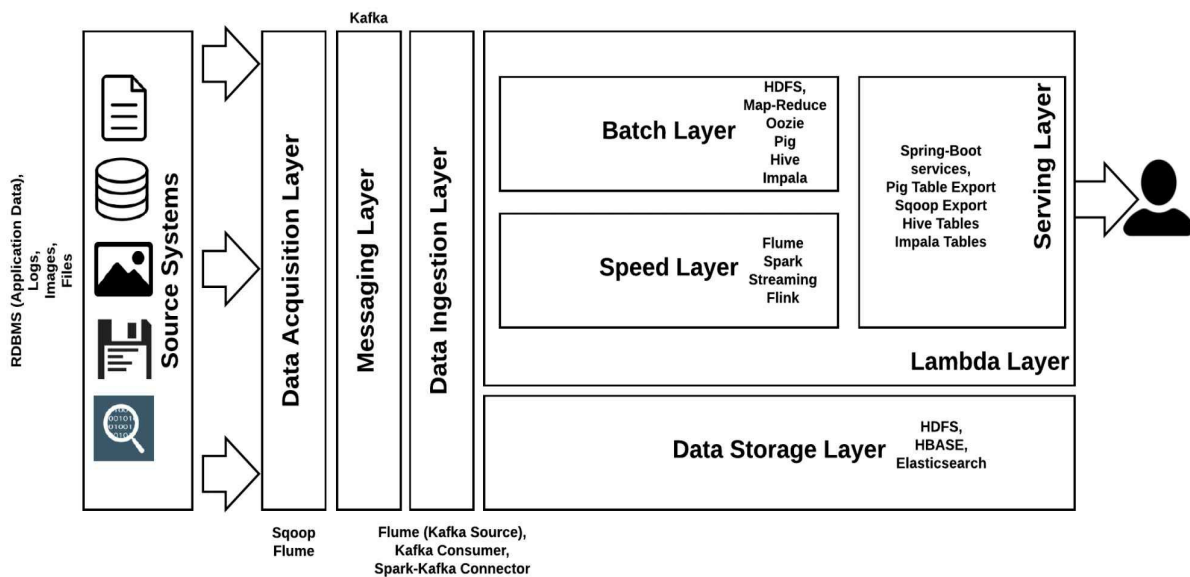 Kafka
RDBMS (Application Data),
Logs,
Images,
Files
Source Systems
Data Acquisition Layer
Messaging Layer
Data Ingestion Layer
Batch Layer
HDFS,
Map-Reduce
Oozie
Pig
Hive
Impala
Speed Layer
Flume
Spark
Streaming
Flink
Spring-Boot
services,
Pig Table Export
Sqoop Export
Hive Tables
Impala Tables
Serving Layer
Lambda Layer
Data Storage Layer
HDFS,
HBASE,
Elasticsearch
Sqoop
Flume
Flume (Kafka Source),
Kafka Consumer,
Spark-Kafka Connector